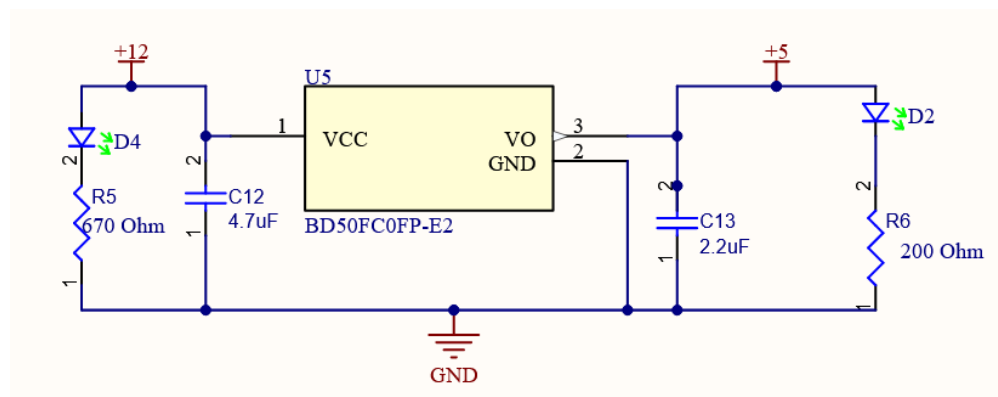 +12
+5
U5
1
VCC
VO
3
GND
2
D4
D2
2
R5
670 Ohm
1
2
C12
4.7uF
1
BD50FC0FP-E2
2
C13
2.2uF
1
2
R6
200 Ohm
1
GND